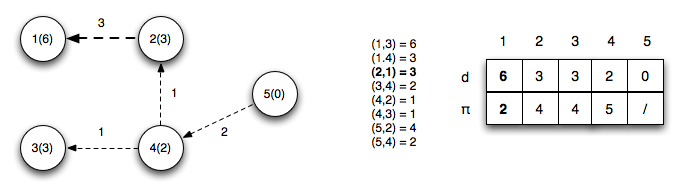 3
1(6)
2(3)
1
5(0)
1
2
3(3)
4(2)
(1,3) = 6
(1.4) = 3
(2,1) = 3
(3,4) = 2
(4,2) = 1
(4,3) = 1
(5,2) = 4
(5,4) = 2
1 2 3 4 5
d 6 3 3 2 0
π 2 4 4 5 /